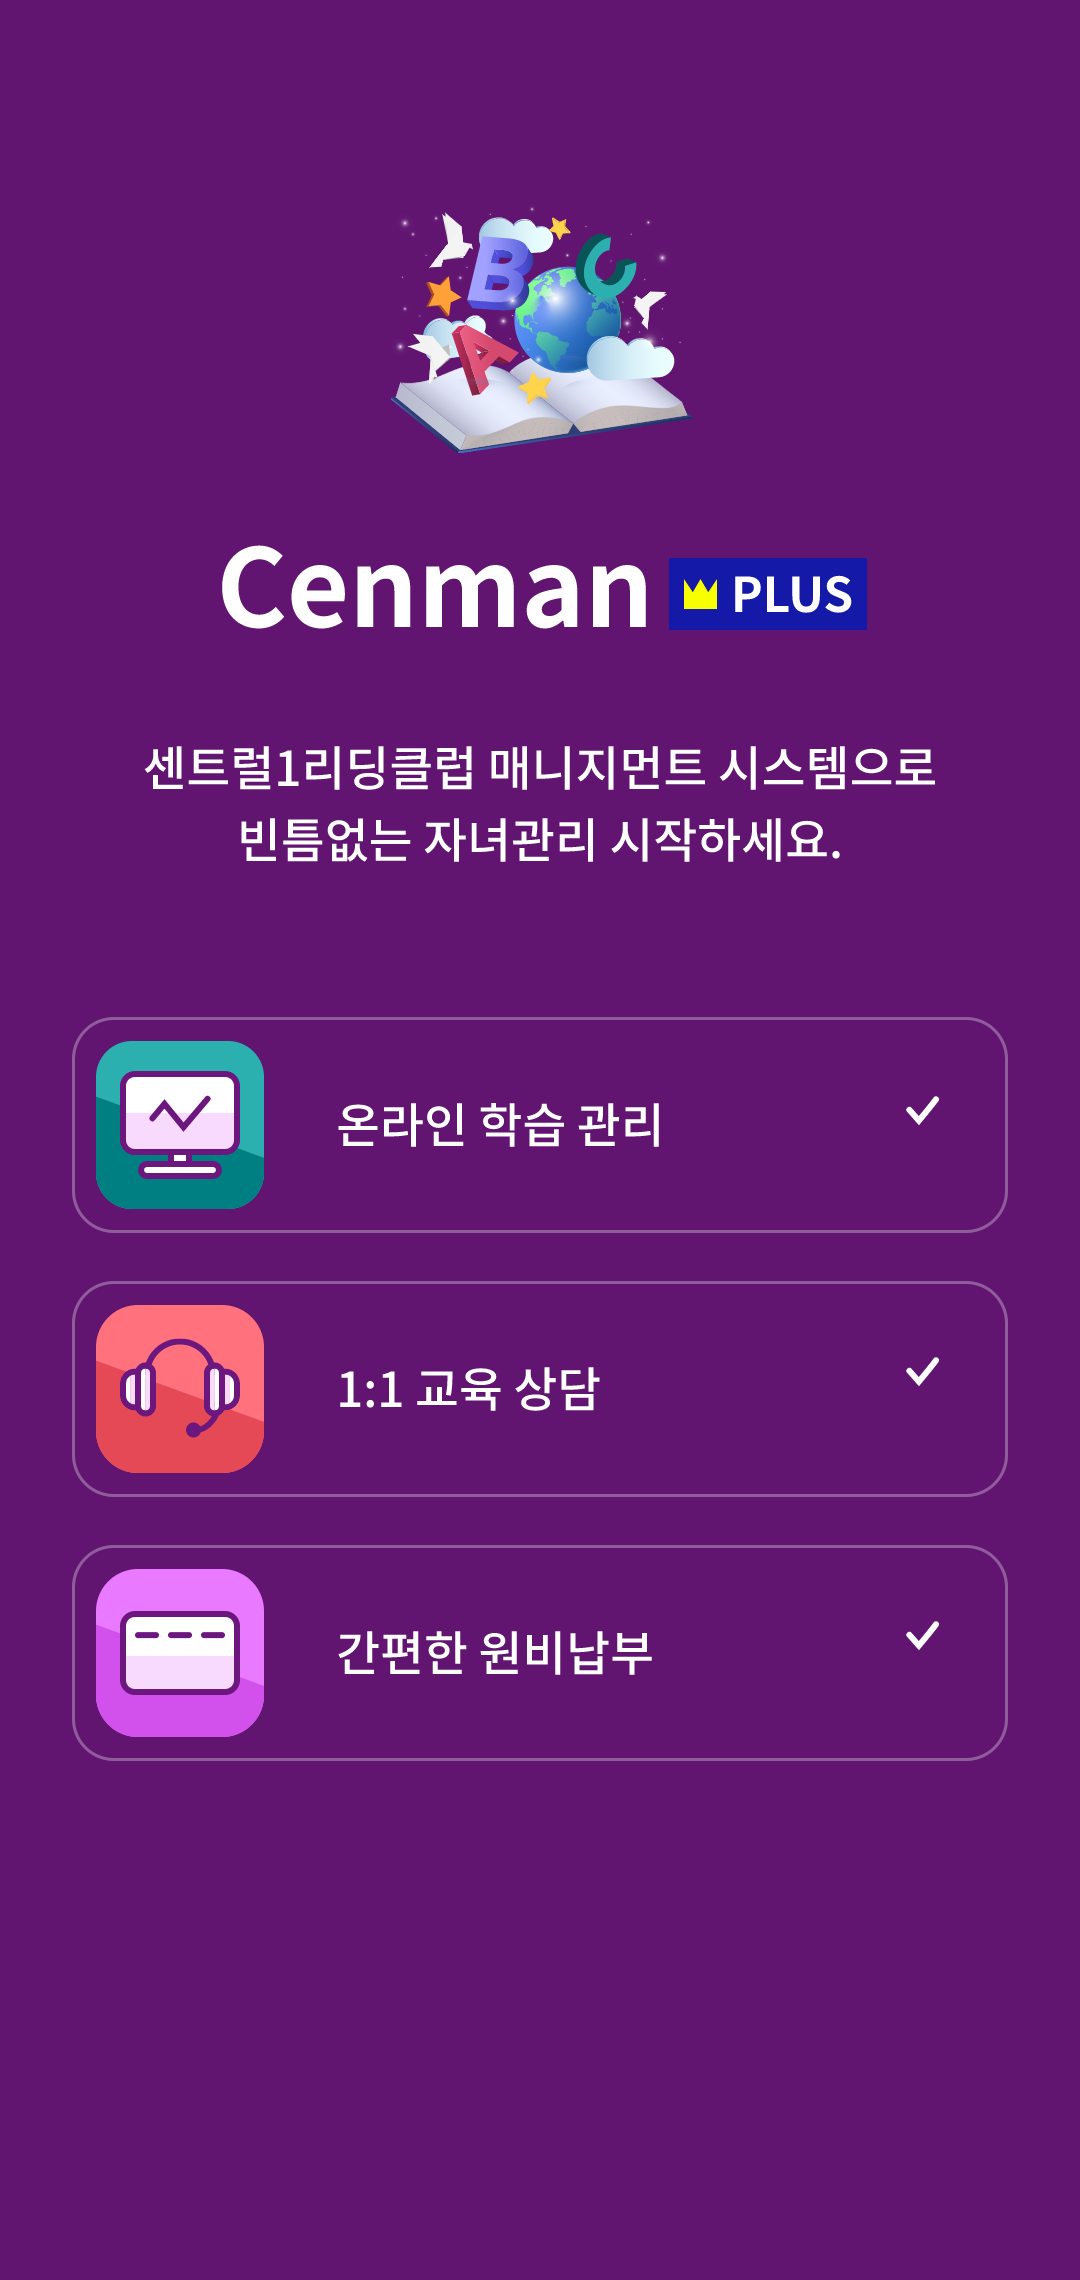 B
C
A
Cenman PLUS
센트럴1리딩클럽 매니지먼트 시스템으로
빈틈없는 자녀관리 시작하세요.
온라인 학습 관리
1:1 교육 상담
간편한 원비납부